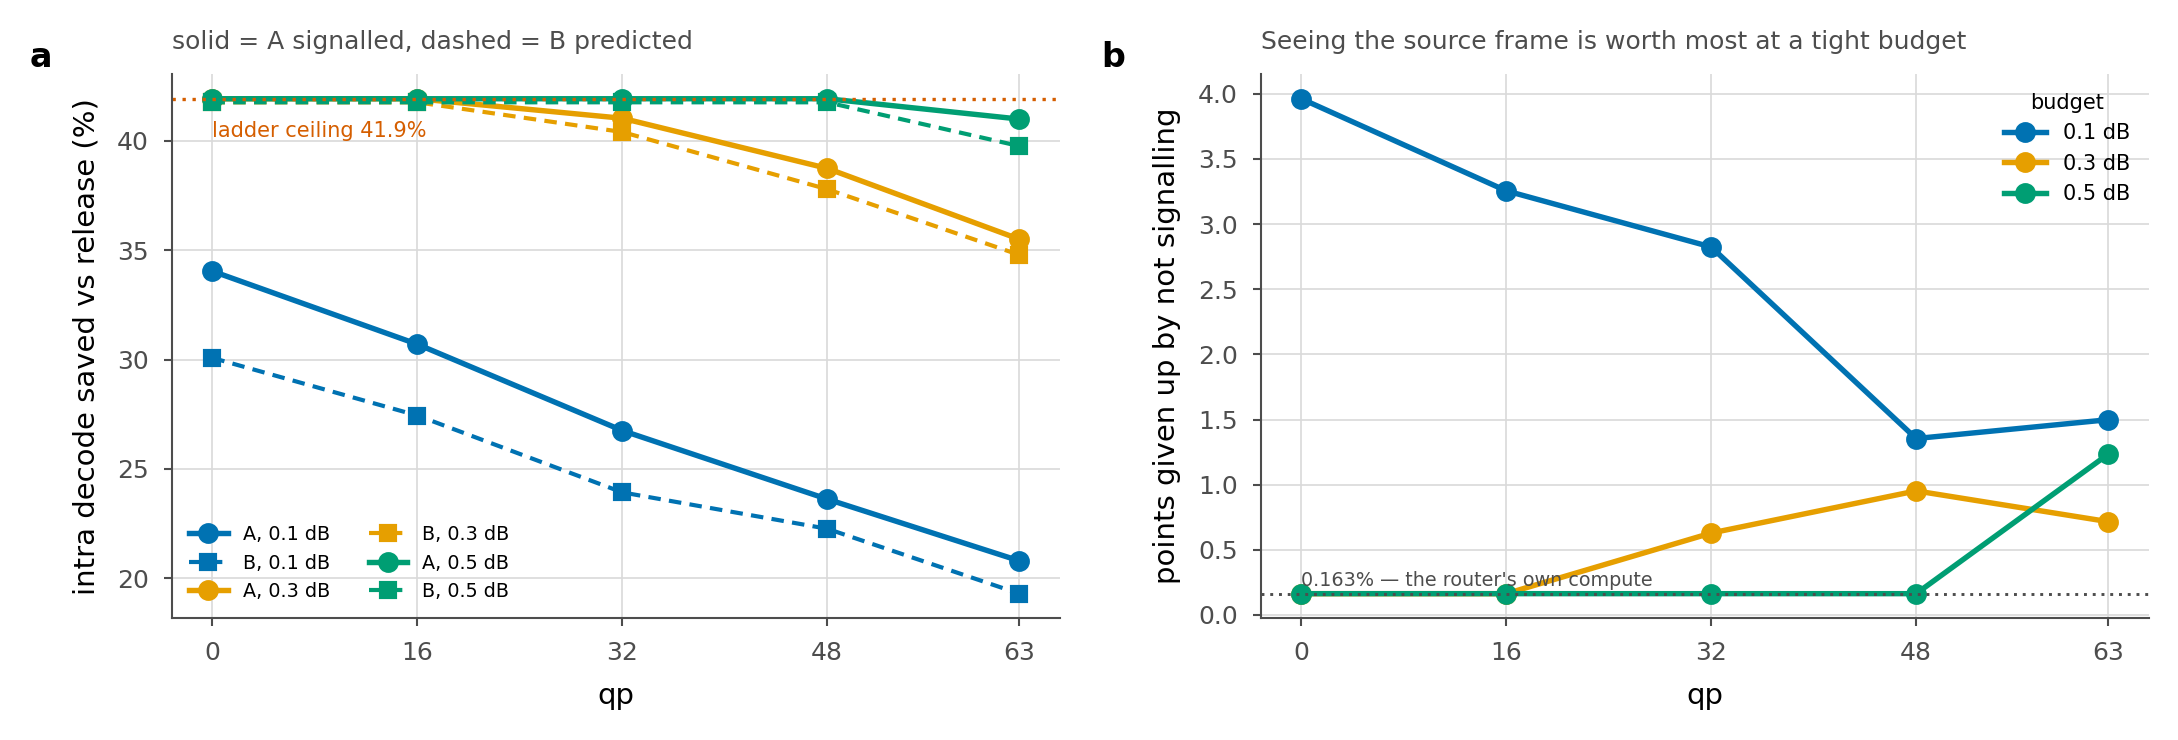 a
solid = A signalled, dashed = B predicted
intra decode saved vs release (%)
40
35
30
25
20
ladder ceiling 41.9%
A, 0.1 dB
B, 0.1 dB
A, 0.3 dB
B, 0.3 dB
A, 0.5 dB
B, 0.5 dB
0 16 32 48 63
qp
b
Seeing the source frame is worth most at a tight budget
points given up by not signalling
4.0
3.5
3.0
2.5
2.0
1.5
1.0
0.5
0.0
budget
0.1 dB
0.3 dB
0.5 dB
0.163% — the router's own compute
0 16 32 48 63
qp